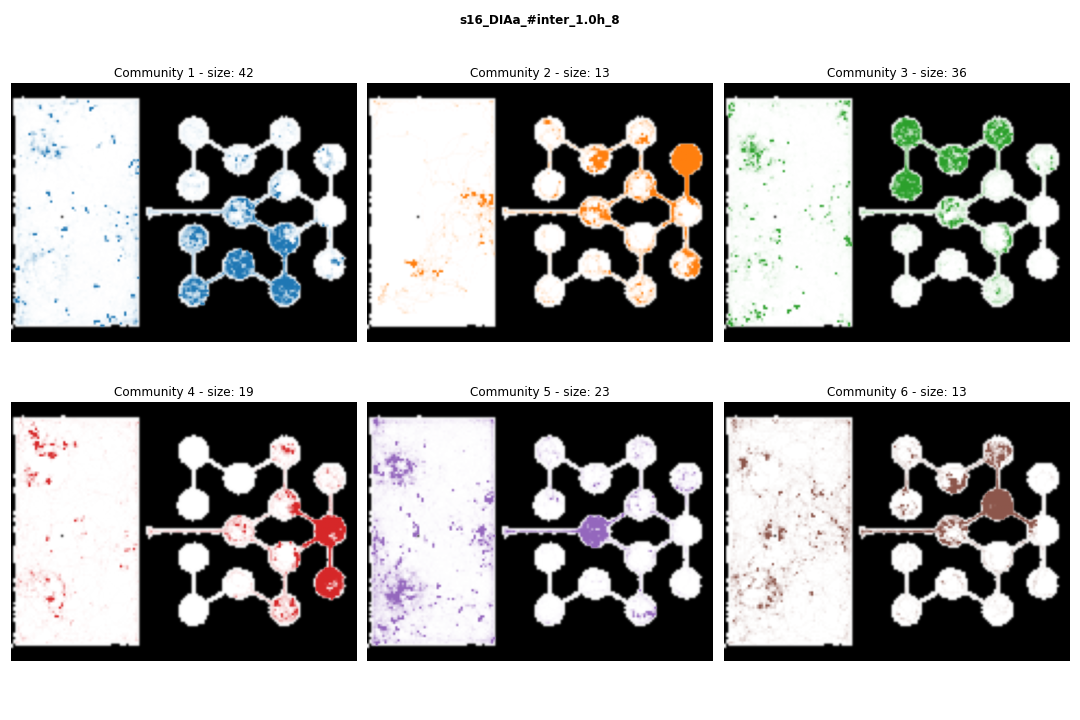 s16_DIAa_#inter_1.0h_8
Community 1 - size: 42
Community 2 - size: 13
Community 3 - size: 36
Community 4 - size: 19
Community 5 - size: 23
Community 6 - size: 13